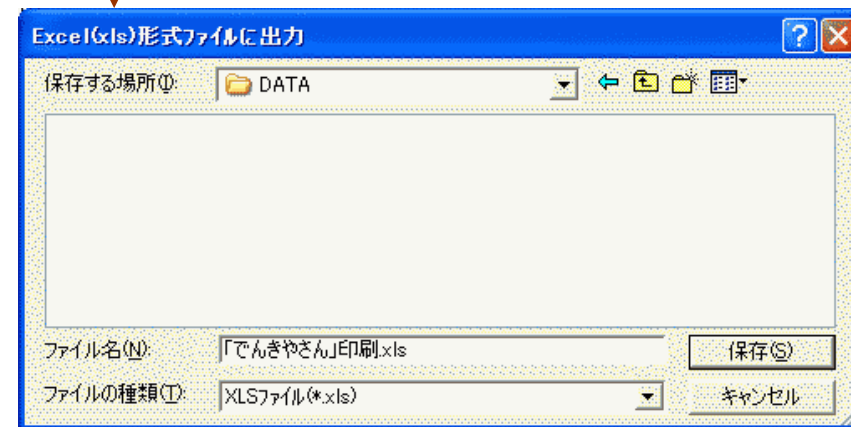 Excel(xls)形式ファイルに出力
保存する場所(I): DATA
ファイル名(N): 「でんきやさん」印刷.xls 保存(S)
ファイルの種類(T): XLSファイル(*.xls) キャンセル